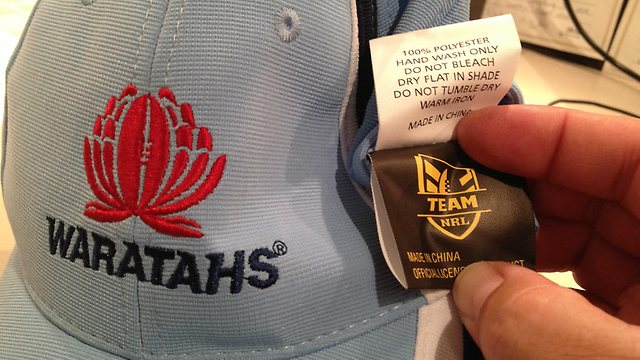 WARATAHS®
100% POLYESTER
HAND WASH ONLY
DO NOT BLEACH
DRY FLAT IN SHADE
DO NOT TUMBLE DRY
WARM IRON
MADE IN CHINA
TEAM
NRL
MADE IN CHINA
OFFICIAL